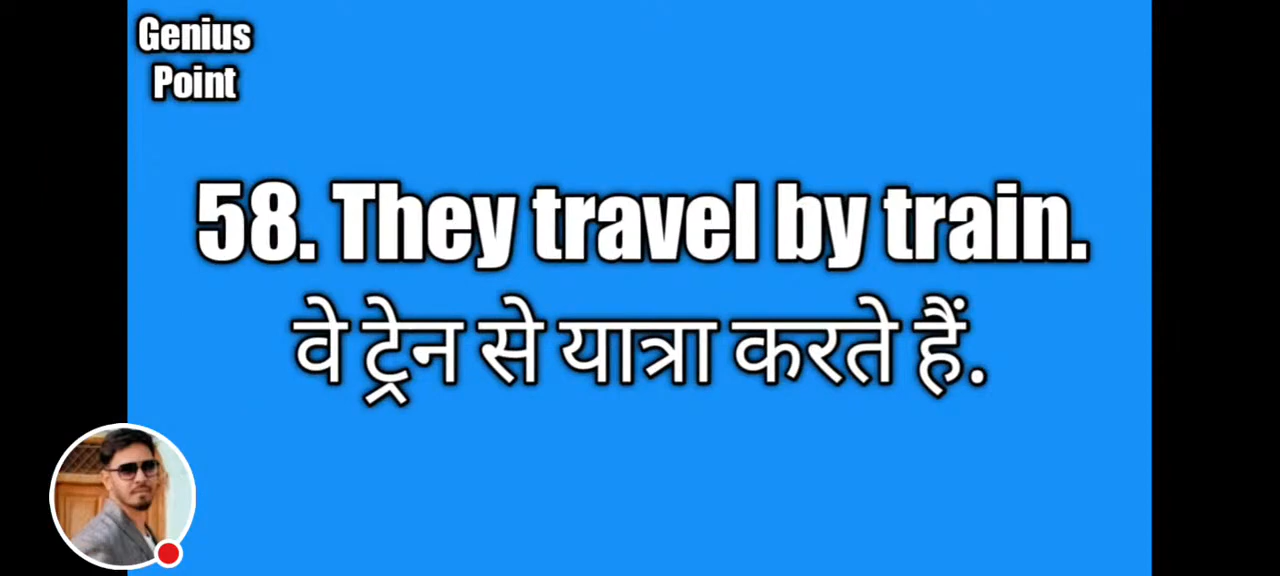 Genius
Point
58. They travel by train.
वे ट्रेन से यात्रा करते हैं.